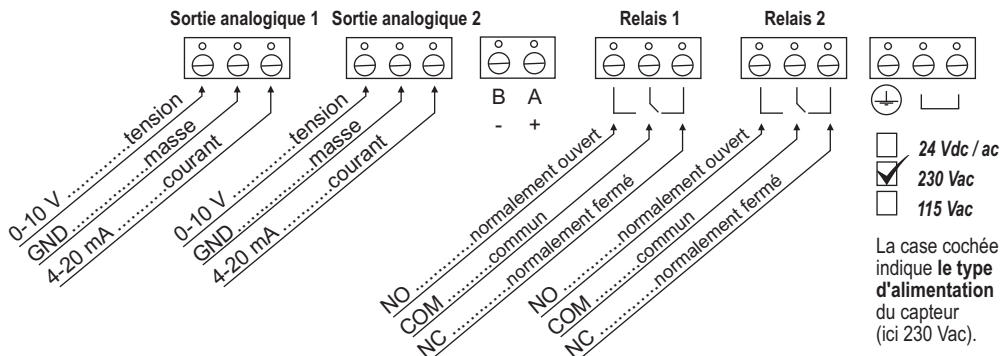 Sortie analogique 1
Sortie analogique 2
Relais 1
Relais 2
B A
- +
0-10 V ..........tension
GND ..........masse
4-20 mA ..........courant
0-10 V ..........tension
GND ..........masse
4-20 mA ..........courant
NO ..........normalement ouvert
COM ..........commun
NC ..........normalement fermé
NO ..........normalement ouvert
COM ..........commun
NC ..........normalement fermé
24 Vdc / ac
230 Vac
115 Vac
La case cochée
indique le type
d'alimentation
du capteur
(ici 230 Vac).